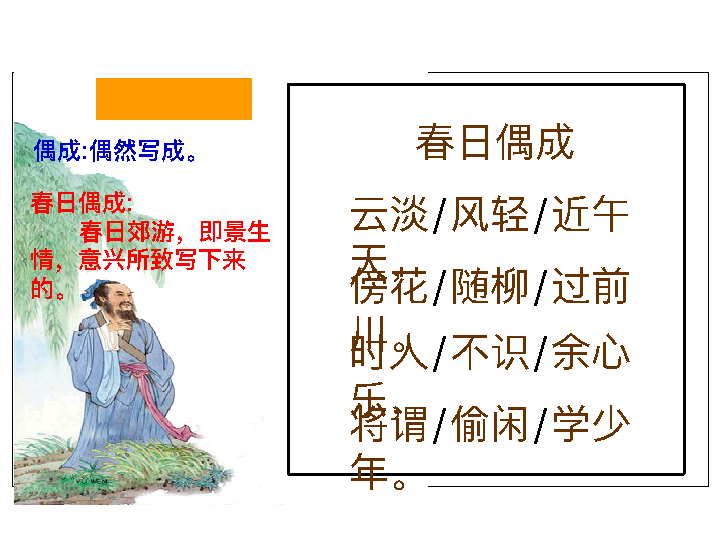 偶成:偶然写成。
春日偶成:
春日郊游，即景生
情，意兴所致写下来
的。
春日偶成
云淡/风轻/近午
天，
傍花/随柳/过前
川。
时人/不识/余心
乐，
将谓/偷闲/学少
年。